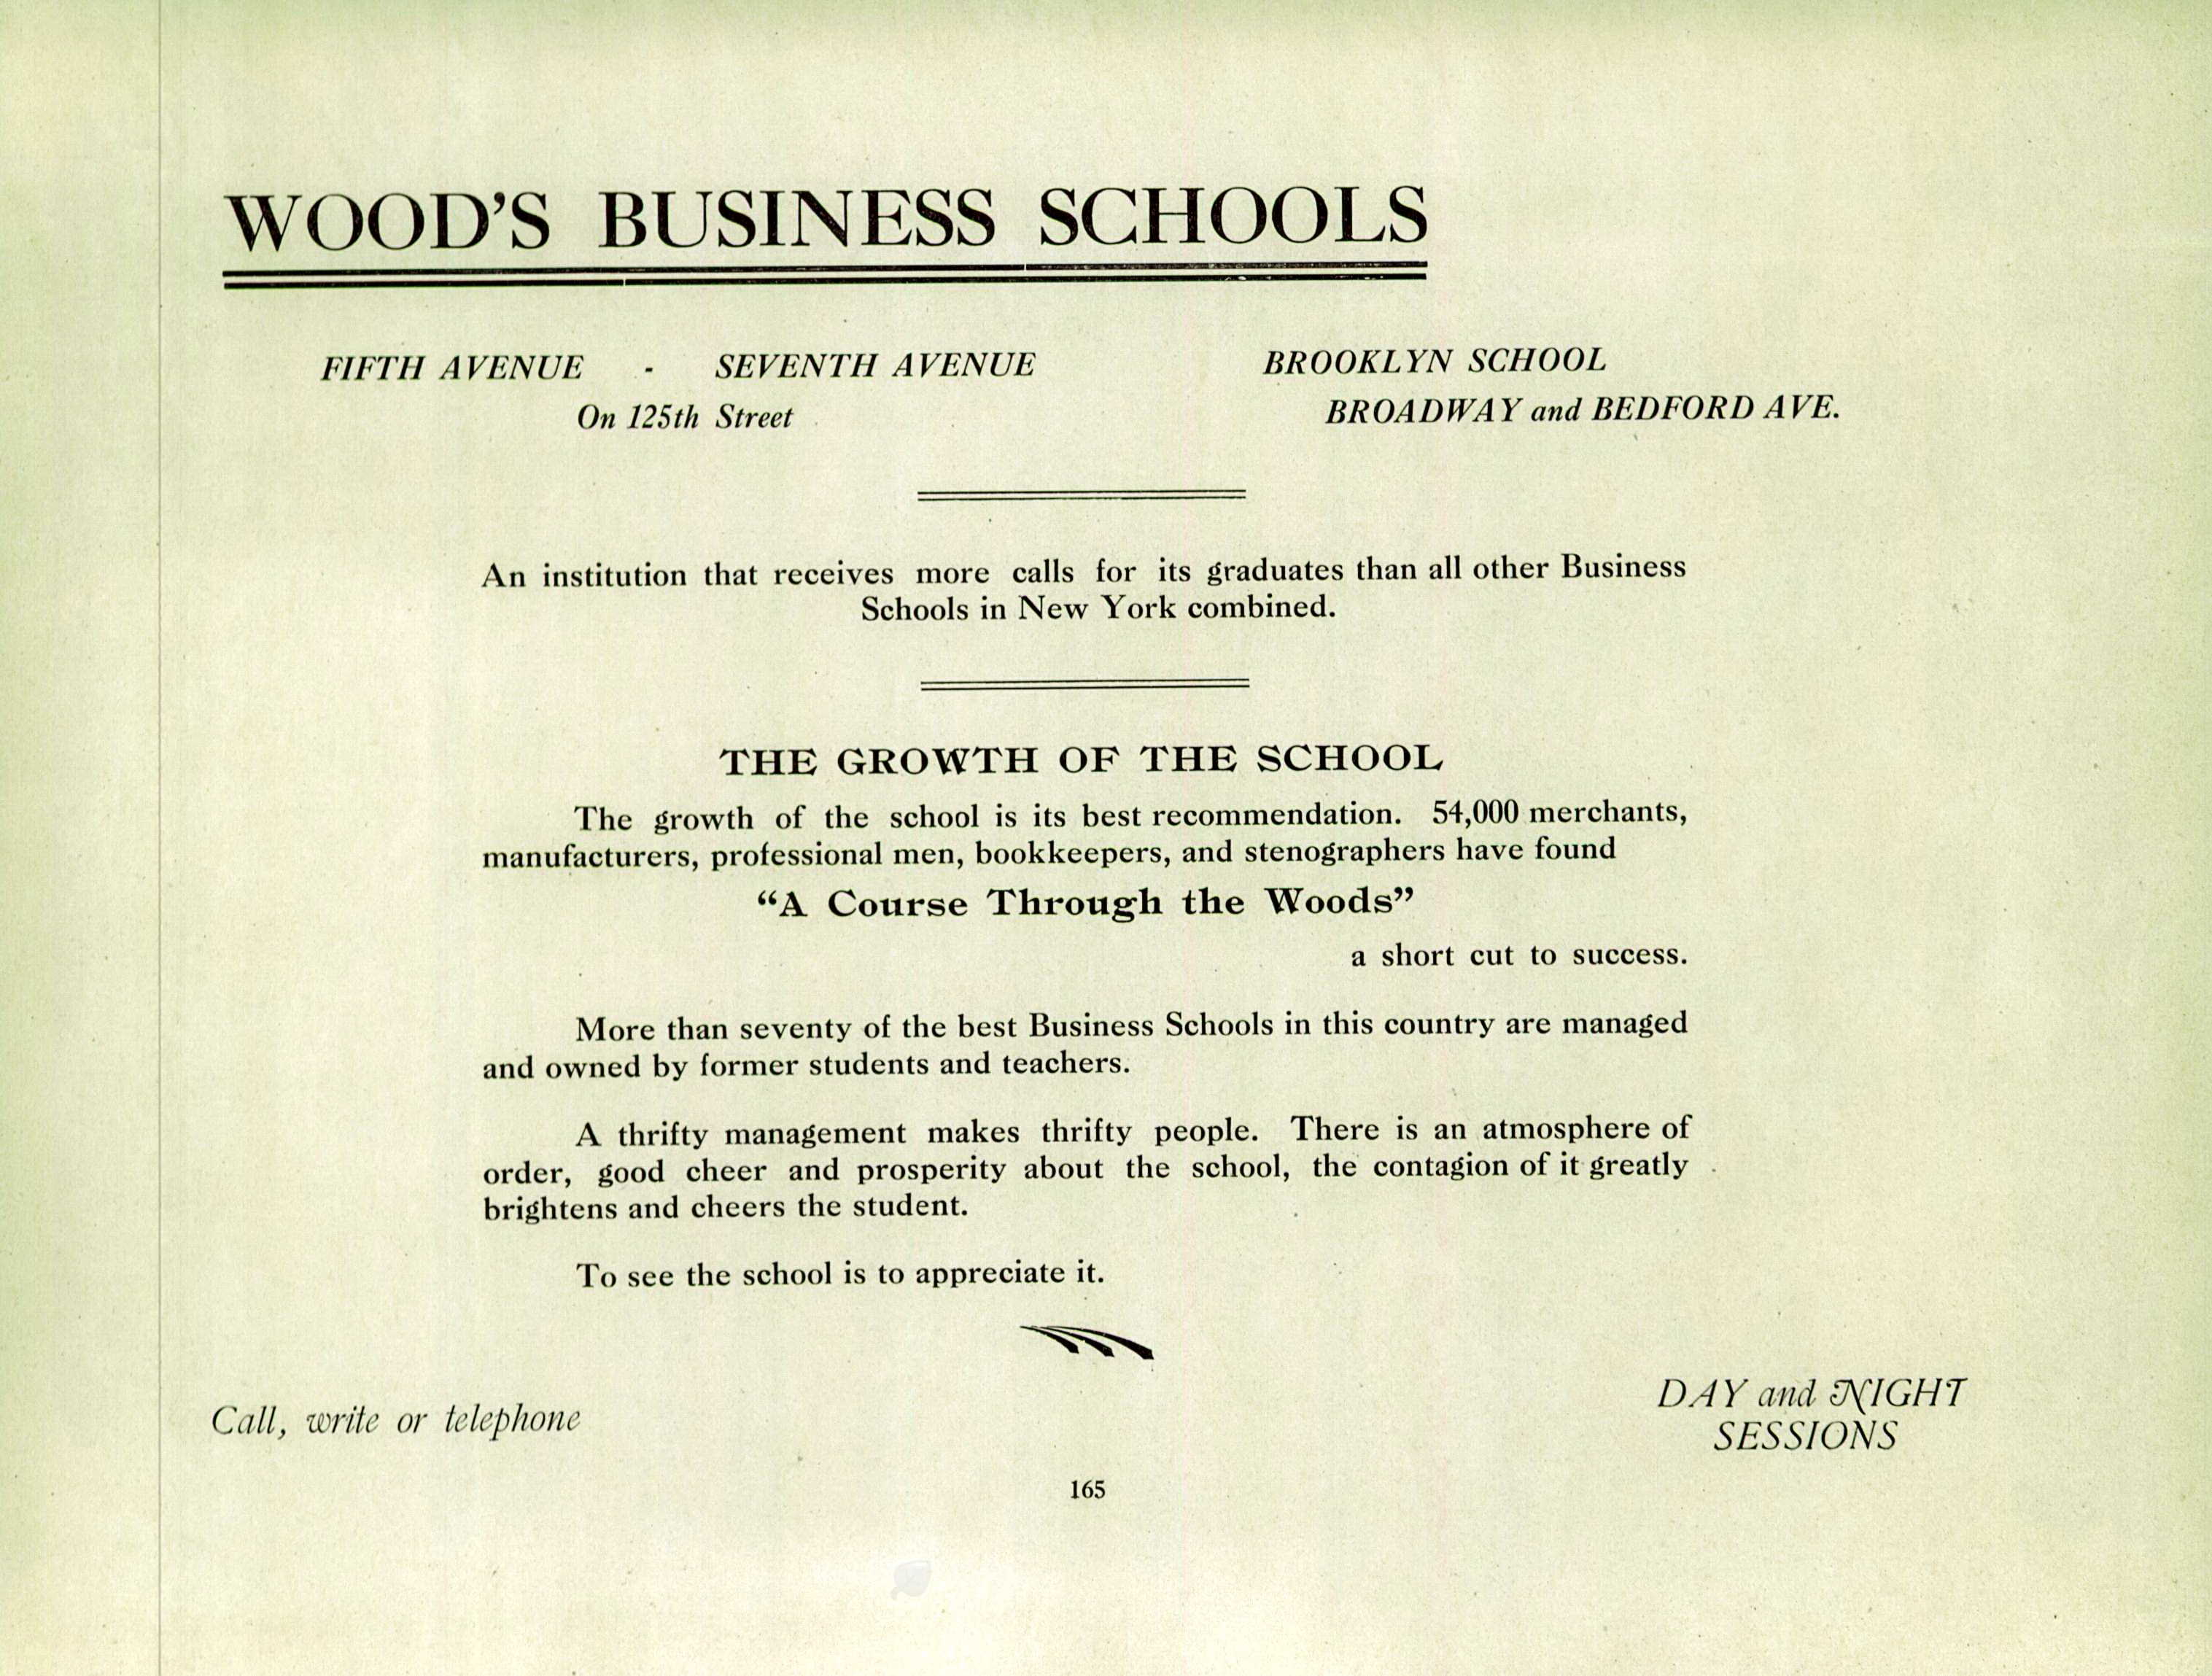 WOOD'S BUSINESS SCHOOLS
FIFTH AVENUE - SEVENTH AVENUE
On 125th Street
BROOKLYN SCHOOL
BROADWAY and BEDFORD AVE.
An institution that receives more calls for its graduates than all other Business
Schools in New York combined.
THE GROWTH OF THE SCHOOL
The growth of the school is its best recommendation. 54,000 merchants,
manufacturers, professional men, bookkeepers, and stenographers have found
“A Course Through the Woods”
a short cut to success.
More than seventy of the best Business Schools in this country are managed
and owned by former students and teachers.
A thrifty management makes thrifty people. There is an atmosphere of
order, good cheer and prosperity about the school, the contagion of it greatly
brightens and cheers the student.
To see the school is to appreciate it.
Call, write or telephone
DAY and NIGHT
SESSIONS
165